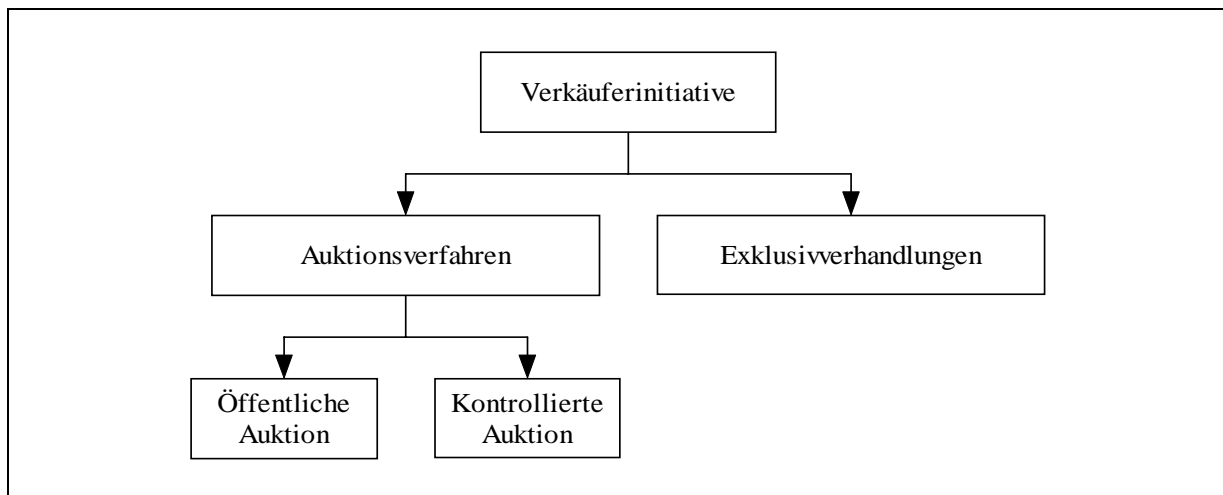 Verkäuferinitiative
Auktionsverfahren
Exklusivverhandlungen
Öffentliche
Auktion
Kontrollierte
Auktion